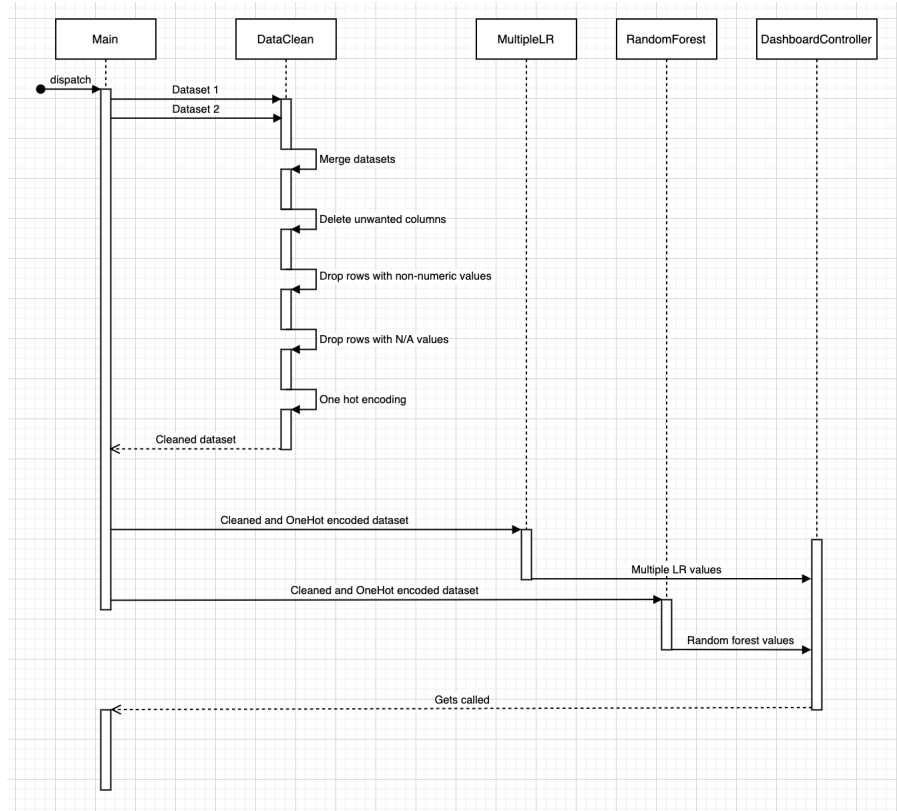 Main
DataClean
MultipleLR
RandomForest
DashboardController
dispatch
Dataset 1
Dataset 2
Merge datasets
Delete unwanted columns
Drop rows with non-numeric values
Drop rows with N/A values
One hot encoding
Cleaned dataset
Cleaned and OneHot encoded dataset
Multiple LR values
Cleaned and OneHot encoded dataset
Random forest values
Gets called